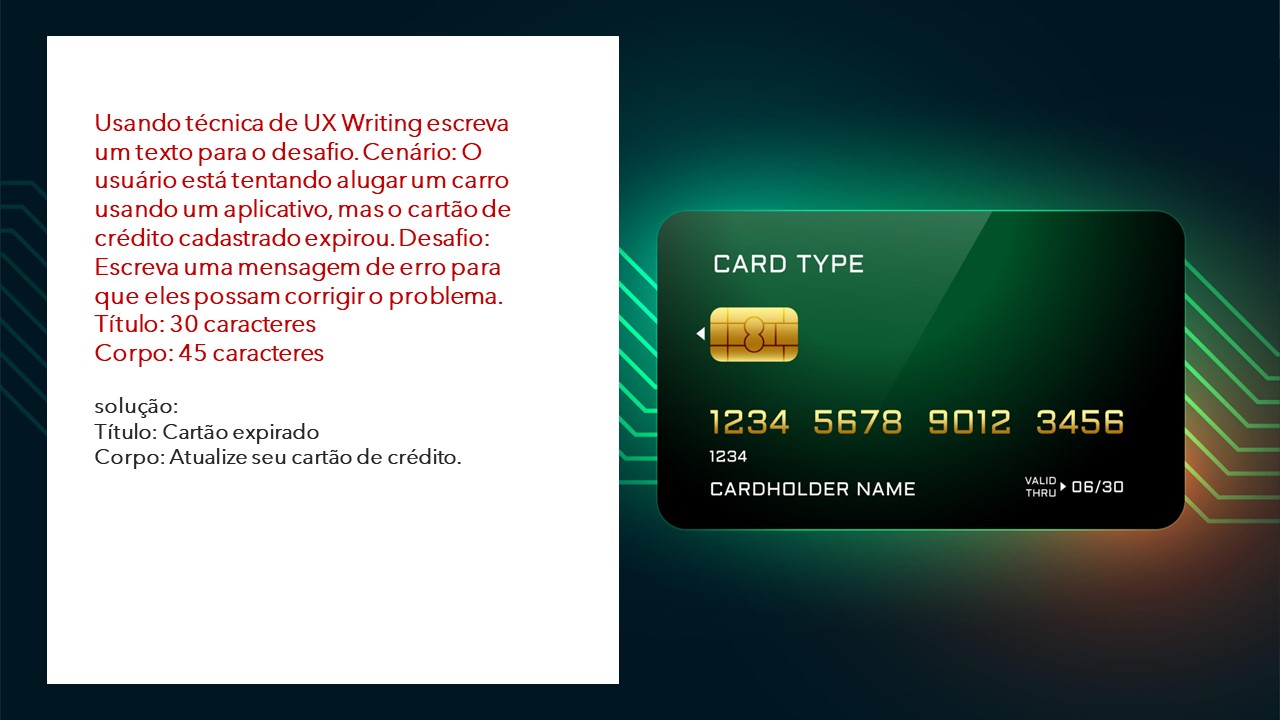 Usando técnica de UX Writing escreva
um texto para o desafio. Cenário: O
usuário está tentando alugar um carro
usando um aplicativo, mas o cartão de
crédito cadastrado expirou. Desafio:
Escreva uma mensagem de erro para
que eles possam corrigir o problema.
Título: 30 caracteres
Corpo: 45 caracteres
solução:
Título: Cartão expirado
Corpo: Atualize seu cartão de crédito.
CARD TYPE
1234 5678 9012 3456
1234
CARDHOLDER NAME
VALID
THRU 06/30